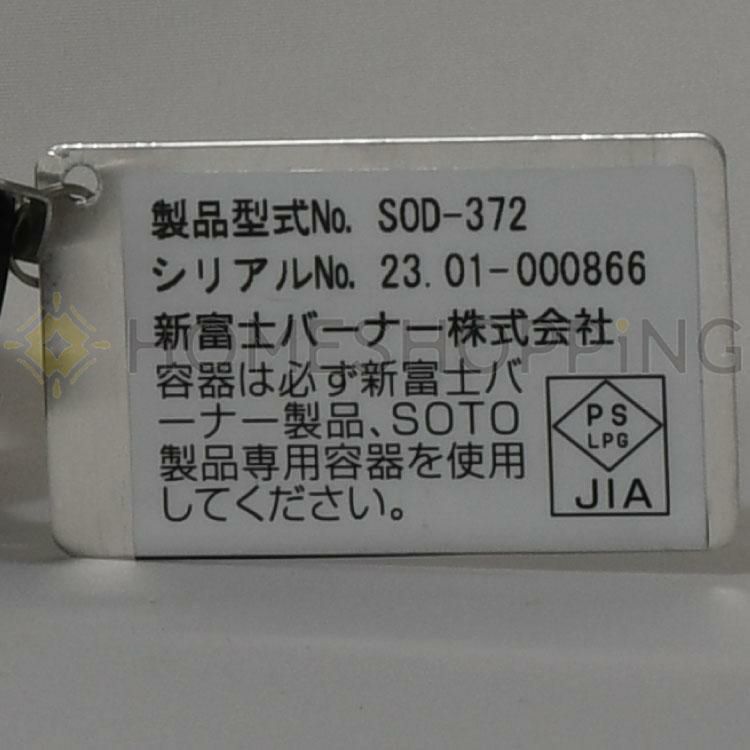 製品型式No. SOD-372
シリアルNo. 23.01-000866
新富士バーナー株式会社
容器は必ず新富士バ
ーナー製品、SOTO
製品専用容器を使用
してください。
PS
LPG
JIA
HOMESHOPPiNG